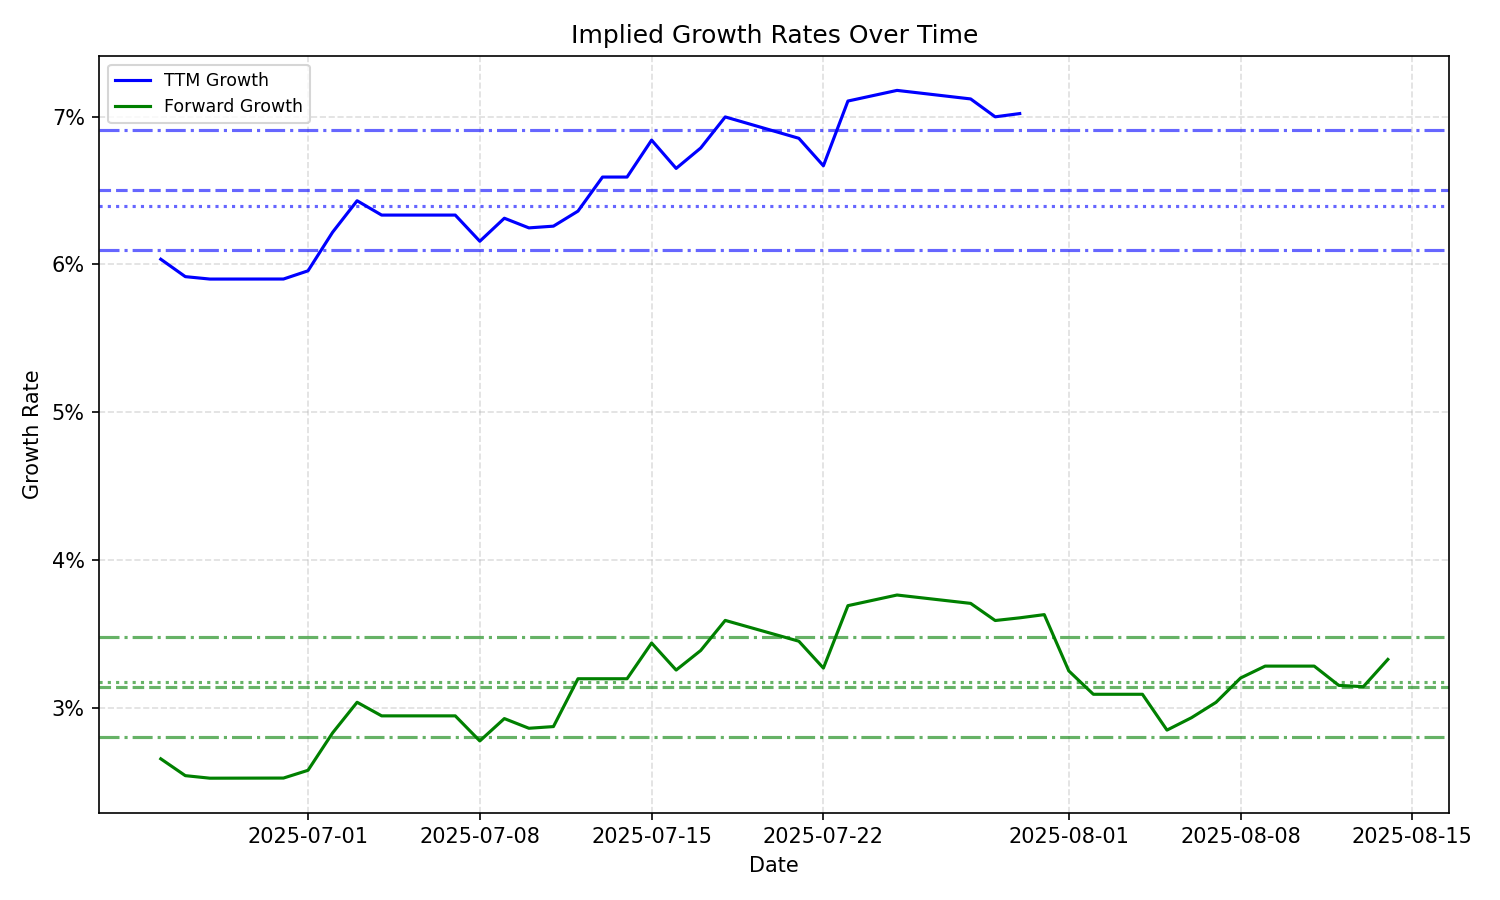 Implied Growth Rates Over Time
TTM Growth
Forward Growth
7%
6%
5%
4%
3%
Growth Rate
2025-07-01 2025-07-08 2025-07-15 2025-07-22 2025-08-01 2025-08-08 2025-08-15
Date